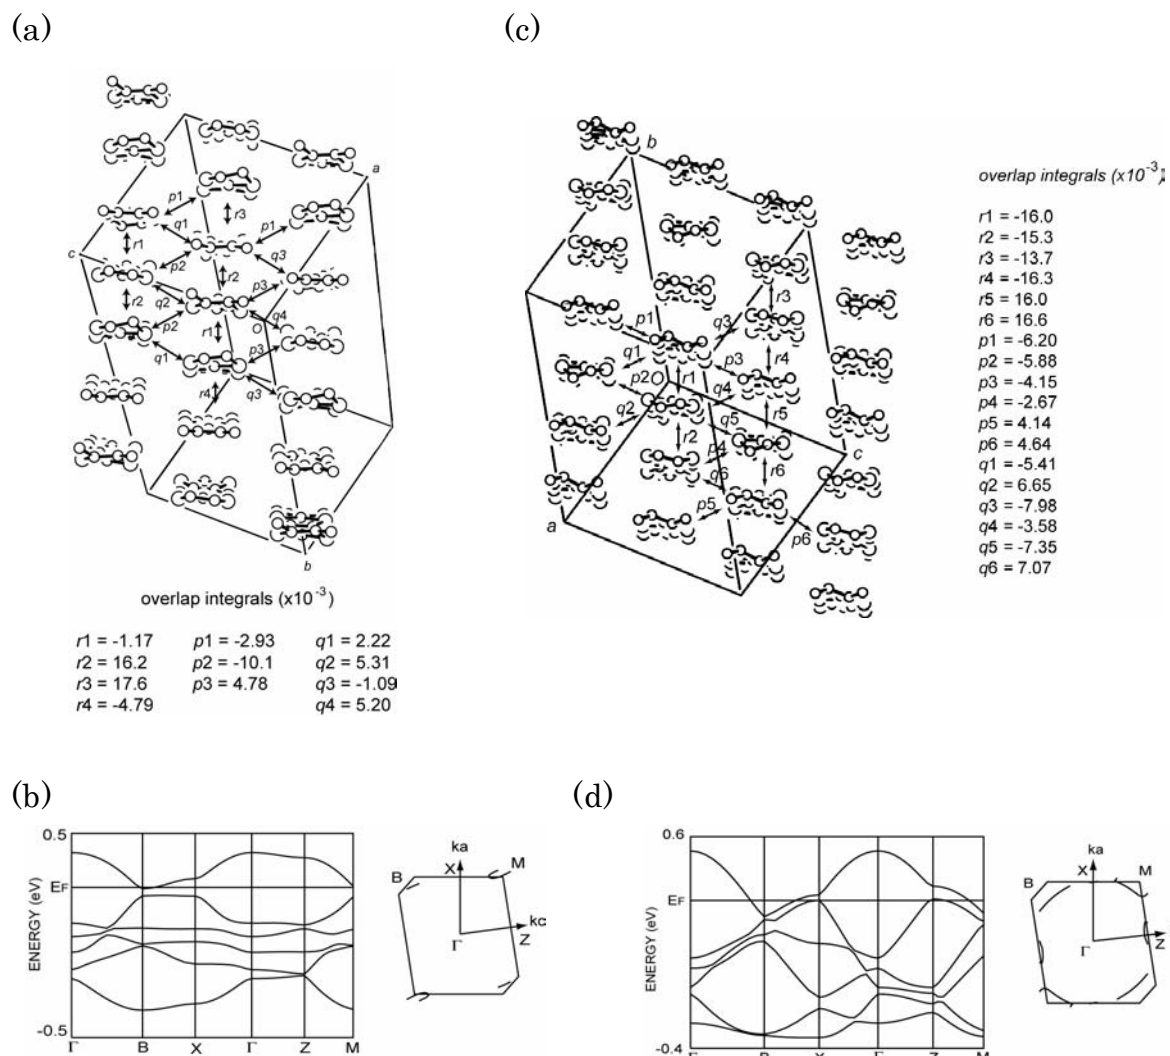 (a)
(c)
a
p1
r3
q1
p1
r1
c
p2
r2
q3
p3
r2
q2
q4
O
p2
r1
q1
p3
r4
q3
b
overlap integrals (x10⁻³)
r1 = -1.17 p1 = -2.93 q1 = 2.22
r2 = 16.2 p2 = -10.1 q2 = 5.31
r3 = 17.6 p3 = 4.78 q3 = -1.09
r4 = -4.79 q4 = 5.20
b
r3
p1
q3
q1
p3
r4
p2
O
r1
q4
q2
q5
r5
r2
p4
c
q6
r6
p5
a
p6
overlap integrals (x10⁻³)
r1 = -16.0
r2 = -15.3
r3 = -13.7
r4 = -16.3
r5 = 16.0
r6 = 16.6
p1 = -6.20
p2 = -5.88
p3 = -4.15
p4 = -2.67
p5 = 4.14
p6 = 4.64
q1 = -5.41
q2 = 6.65
q3 = -7.98
q4 = -3.58
q5 = -7.35
q6 = 7.07
(b)
(d)
0.5
EF
ENERGY (eV)
-0.5
Γ B X Γ Z M
ka
X
M
B
kc
Γ
Z
0.6
EF
ENERGY (eV)
-0.4
Γ B X Γ Z M
ka
X
B
M
Γ
Z